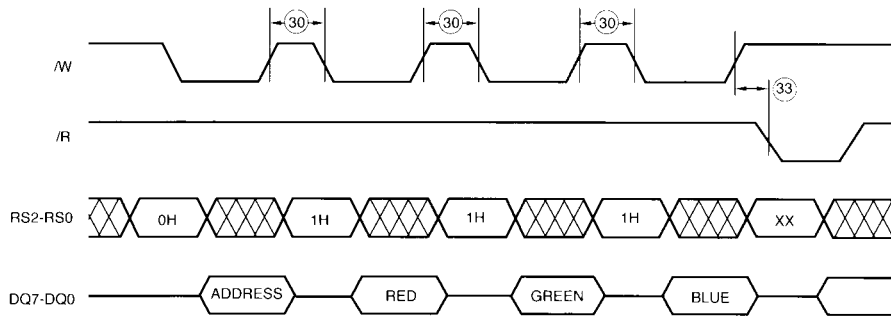 30 30 30
/W
33
/R
RS2-RS0 0H 1H 1H 1H XX
DQ7-DQ0 ADDRESS RED GREEN BLUE